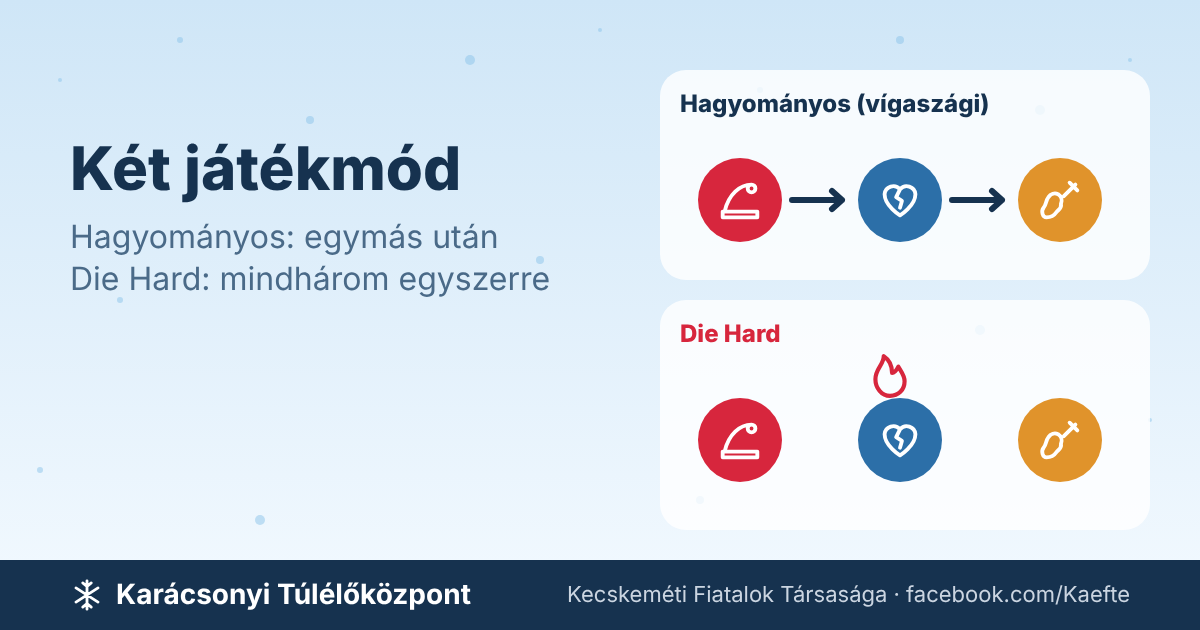 Két játékmód
Hagyományos: egymás után
Die Hard: mindhárom egyszerre
Hagyományos (vígaszági)
Die Hard
Karácsonyi Túlélőközpont
Kecskeméti Fiatalok Társasága · facebook.com/Kaefte